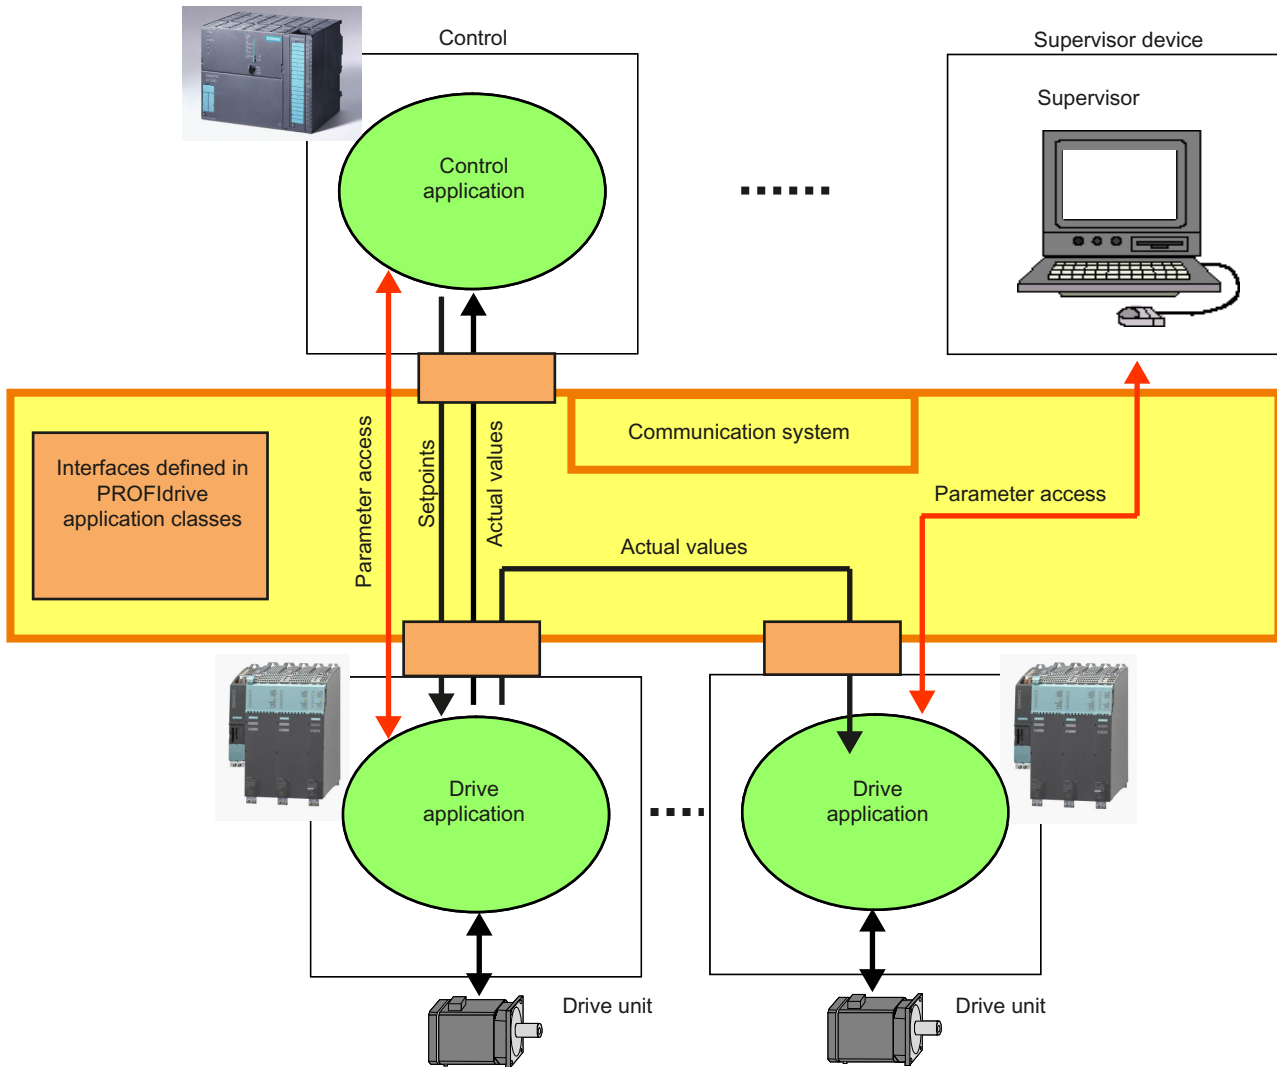 Control
Supervisor device
Supervisor
Control
application
Communication system
Interfaces defined in
PROFIdrive
application classes
Parameter access
Setpoints
Actual values
Actual values
Parameter access
Drive
application
Drive
application
Drive unit
Drive unit